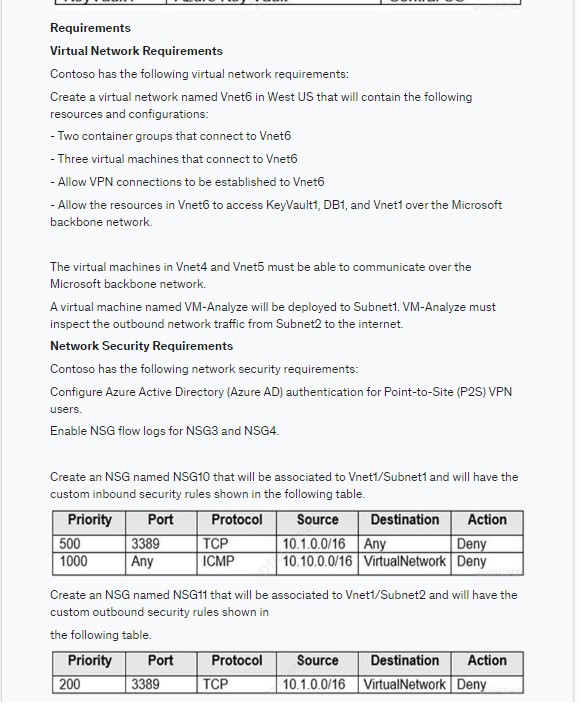 Requirements
Virtual Network Requirements
Contoso has the following virtual network requirements:
Create a virtual network named Vnet6 in West US that will contain the following
resources and configurations:
- Two container groups that connect to Vnet6
- Three virtual machines that connect to Vnet6
- Allow VPN connections to be established to Vnet6
- Allow the resources in Vnet6 to access KeyVault1, DB1, and Vnet1 over the Microsoft
backbone network.
The virtual machines in Vnet4 and Vnet5 must be able to communicate over the
Microsoft backbone network.
A virtual machine named VM-Analyze will be deployed to Subnet1. VM-Analyze must
inspect the outbound network traffic from Subnet2 to the internet.
Network Security Requirements
Contoso has the following network security requirements:
Configure Azure Active Directory (Azure AD) authentication for Point-to-Site (P2S) VPN
users.
Enable NSG flow logs for NSG3 and NSG4.
Create an NSG named NSG10 that will be associated to Vnet1/Subnet1 and will have the
custom inbound security rules shown in the following table.
Priority Port Protocol Source Destination Action
500 3389 TCP 10.1.0.0/16 Any Deny
1000 Any ICMP 10.10.0.0/16 VirtualNetwork Deny
Create an NSG named NSG11 that will be associated to Vnet1/Subnet2 and will have the
custom outbound security rules shown in
the following table.
Priority Port Protocol Source Destination Action
200 3389 TCP 10.1.0.0/16 VirtualNetwork Deny